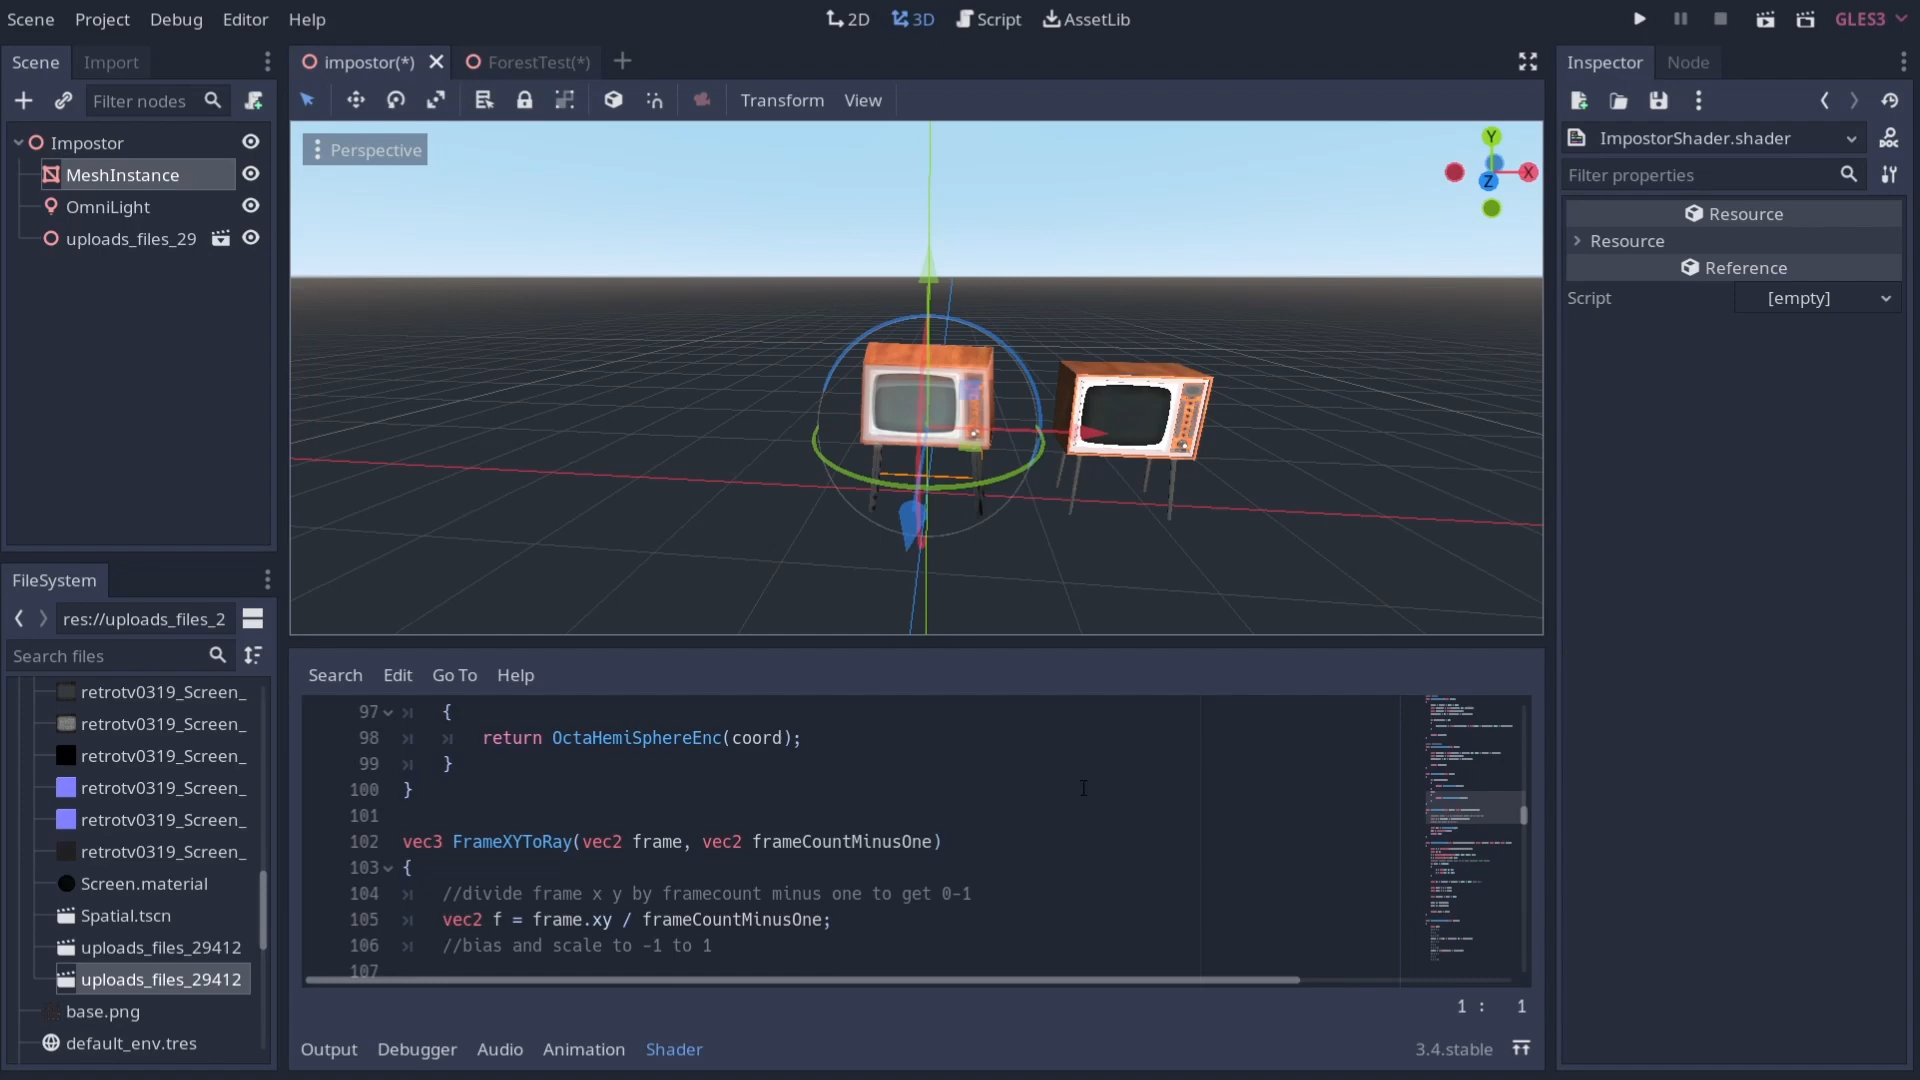 Scene Project Debug Editor Help
2D 3D Script AssetLib
GLES3
Scene Import
impostor(*) ForestTest(*)
Inspector Node
Filter nodes
Transform View
Impostor
MeshInstance
OmniLight
uploads_files_29
Perspective
Y
X
Z
ImpostorShader.shader
Filter properties
Resource
Resource
Reference
Script [empty]
FileSystem
res://uploads_files_2
Search files
retrotv0319_Screen_
retrotv0319_Screen_
retrotv0319_Screen_
retrotv0319_Screen_
retrotv0319_Screen_
retrotv0319_Screen_
Screen.material
Spatial.tscn
uploads_files_29412
uploads_files_29412
base.png
default_env.tres
Search Edit Go To Help
97 {
98 return OctaHemiSphereEnc(coord);
99 }
100 }
101
102 vec3 FrameXYToRay(vec2 frame, vec2 frameCountMinusOne)
103 {
104 //divide frame x y by framecount minus one to get 0-1
105 vec2 f = frame.xy / frameCountMinusOne;
106 //bias and scale to -1 to 1
107
1 : 1
Output Debugger Audio Animation Shader
3.4.stable